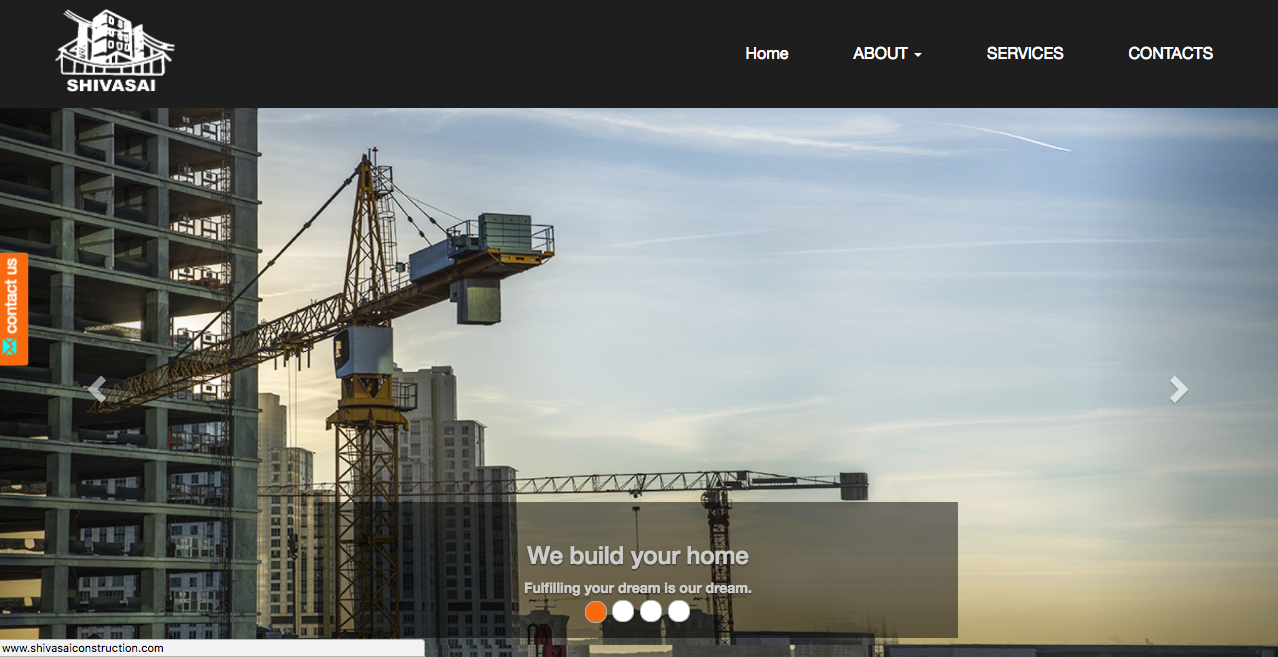 SHIVASAI
Home
ABOUT
SERVICES
CONTACTS
contact us
We build your home
Fulfilling your dream is our dream.
www.shivasaiconstruction.com